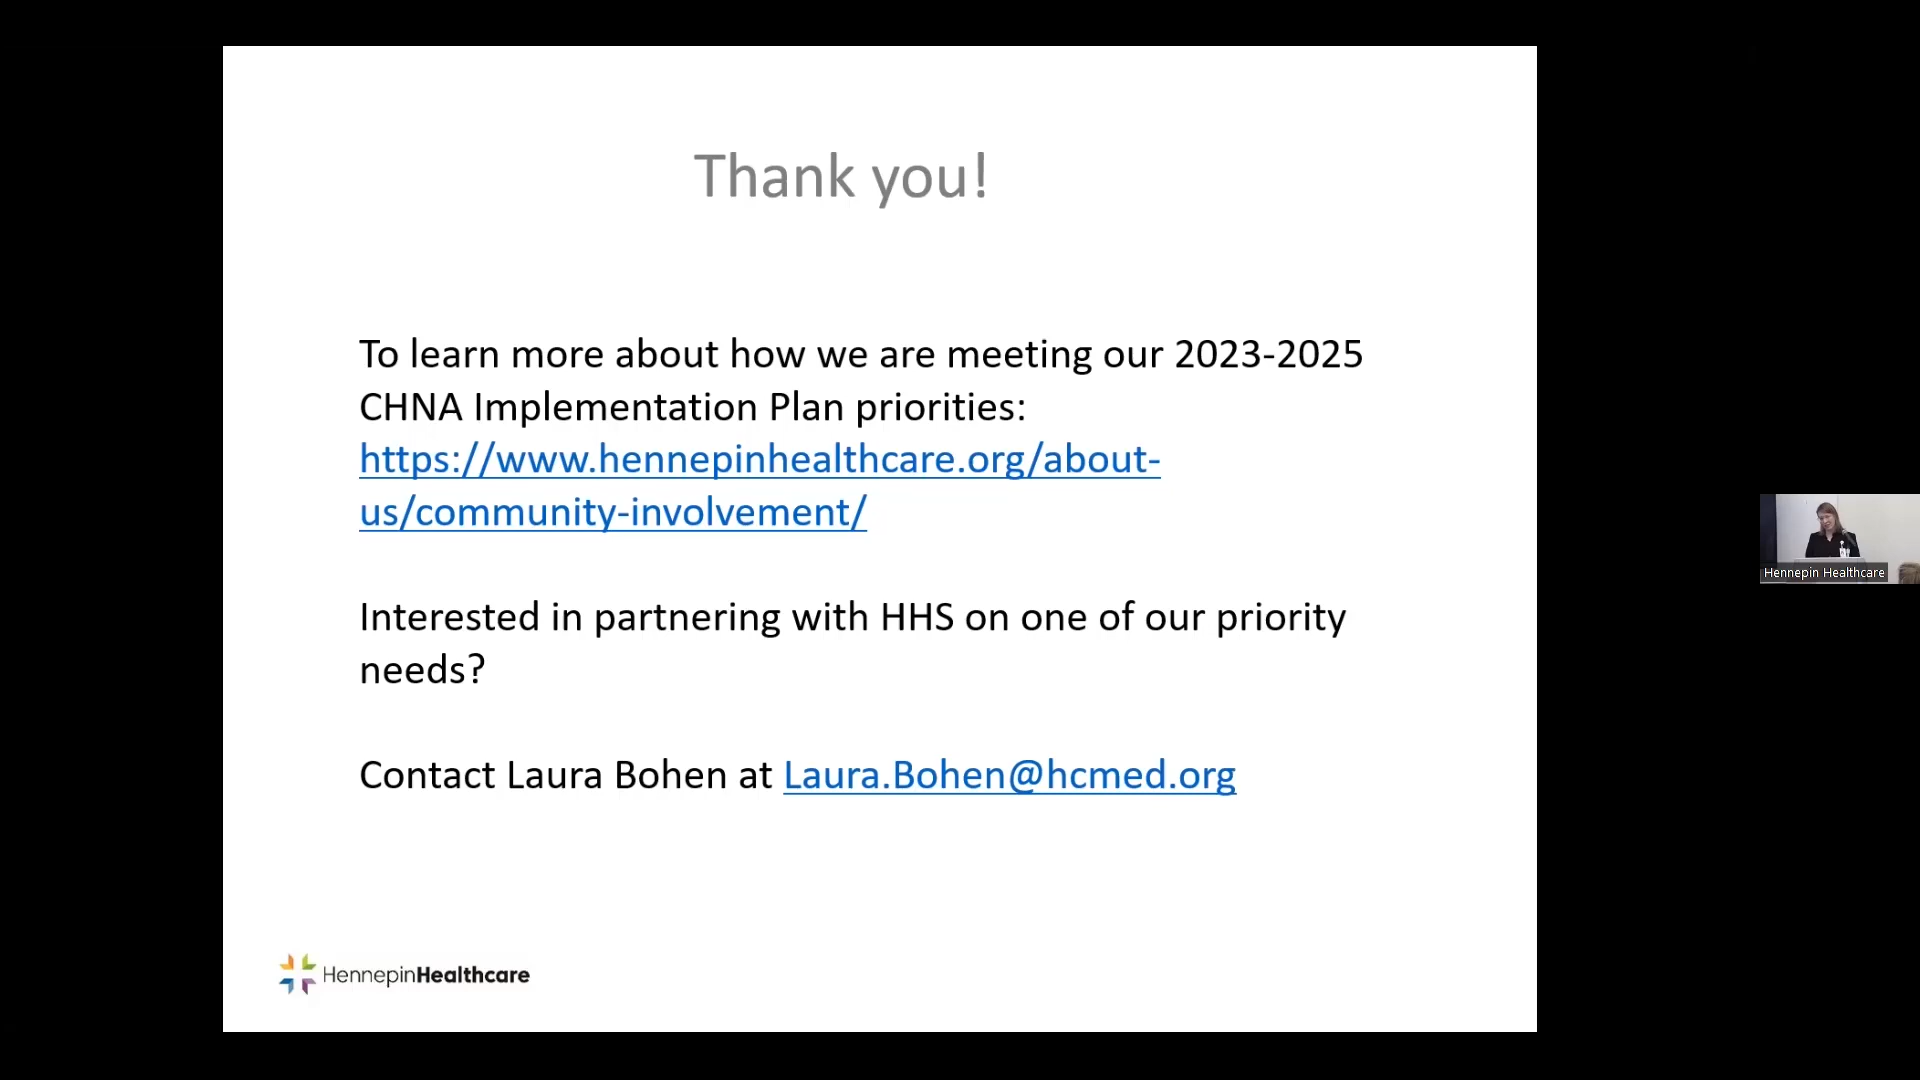 Thank you!
To learn more about how we are meeting our 2023-2025
CHNA Implementation Plan priorities:
https://www.hennepinhealthcare.org/about-
us/community-involvement/
Interested in partnering with HHS on one of our priority
needs?
Contact Laura Bohen at Laura.Bohen@hcmed.org
HennepinHealthcare
Hennepin Healthcare